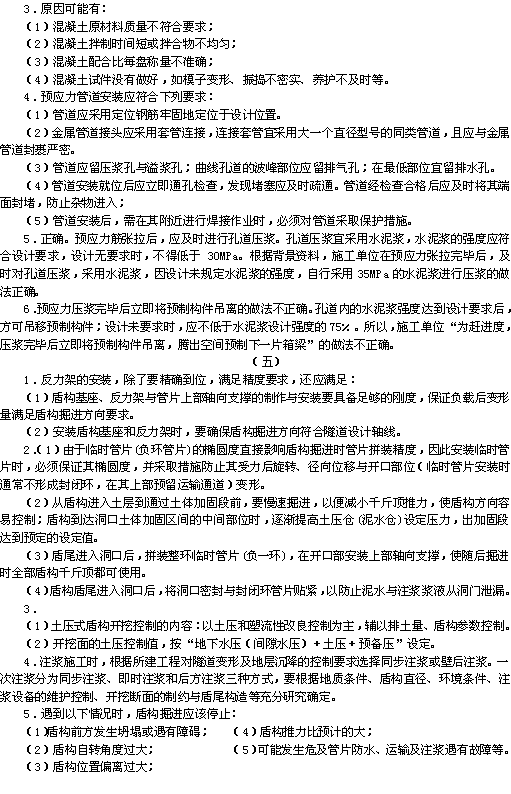 3．原因可能有：
（1）混凝土原材料质量不符合要求；
（2）混凝土拌制时间短或拌合物不均匀；
（3）混凝土配合比每盘称量不准确；
（4）混凝土试件没有做好，如模子变形、振捣不密实、养护不及时等。
4．预应力管道安装应符合下列要求：
（1）管道应采用定位钢筋牢固地定位于设计位置。
（2）金属管道接头应采用套管连接，连接套管宜采用大一个直径型号的同类管道，且应与金属
管道封裹严密。
（3）管道应留压浆孔与溢浆孔；曲线孔道的波峰部位应留排气孔；在最低部位宜留排水孔。
（4）管道安装就位后应立即通孔检查，发现堵塞应及时疏通。管道经检查合格后应及时将其端
面封堵，防止杂物进入；
（5）管道安装后，需在其附近进行焊接作业时，必须对管道采取保护措施。
5．正确。预应力筋张拉后，应及时进行孔道压浆。孔道压浆宜采用水泥浆，水泥浆的强度应符
合设计要求，设计无要求时，不得低于 30MPa。根据背景资料，施工单位在预应力张拉完毕后，及
时对孔道压浆，采用水泥浆，因设计未规定水泥浆的强度，自行采用 35MPa 的水泥浆进行压浆的做
法正确。
6．预应力压浆完毕后立即将预制构件吊离的做法不正确。孔道内的水泥浆强度达到设计要求后，
方可吊移预制构件；设计未要求时，应不低于水泥浆设计强度的 75%。所以，施工单位“为赶进度，
压浆完毕后立即将预制构件吊离，腾出空间预制下一片箱梁”的做法不正确。
（五）
1．反力架的安装，除了要精确到位，满足精度要求，还应满足：
（1）盾构基座、反力架与管片上部轴向支撑的制作与安装要具备足够的刚度，保证负载后变形
量满足盾构掘进方向要求。
（2）安装盾构基座和反力架时，要确保盾构掘进方向符合隧道设计轴线。
2.（1）由于临时管片(负环管片)的椭圆度直接影响盾构掘进时管片拼装精度，因此安装临时管
片时，必须保证其椭圆度，并采取措施防止其受力后旋转、径向位移与开口部位(临时管片安装时
通常不形成封闭环，在其上部预留运输通道)变形。
（2）从盾构进入土层到通过土体加固段前，要慢速掘进，以便减小千斤顶推力，使盾构方向容
易控制；盾构到达洞口土体加固区间的中间部位时，逐渐提高土压仓(泥水仓)设定压力，出加固段
达到预定的设定值。
（3）盾尾进入洞口后，拼装整环临时管片(负一环)，在开口部安装上部轴向支撑，使随后掘进
时全部盾构千斤顶都可使用。
（4）盾构盾尾进入洞口后，将洞口密封与封闭环管片贴紧，以防止泥水与注浆浆液从洞门泄漏。
3．
（1）土压式盾构开挖控制的内容：以土压和塑流性改良控制为主，辅以排土量、盾构参数控制。
（2）开挖面的土压控制值，按“地下水压（间隙水压）+土压+预备压”设定。
4．注浆施工时，根据所建工程对隧道变形及地层沉降的控制要求选择同步注浆或壁后注浆。一
次注浆分为同步注浆、即时注浆和后方注浆三种方式，要根据地质条件、盾构直径、环境条件、注
浆设备的维护控制、开挖断面的制约与盾尾构造等充分研究确定。
5．遇到以下情况时，盾构掘进应该停止：
（1)盾构前方发生坍塌或遇有障碍； （4）盾构推力比预计的大；
（2）盾构自转角度过大； （5）可能发生危及管片防水、运输及注浆遇有故障等。
（3）盾构位置偏离过大；